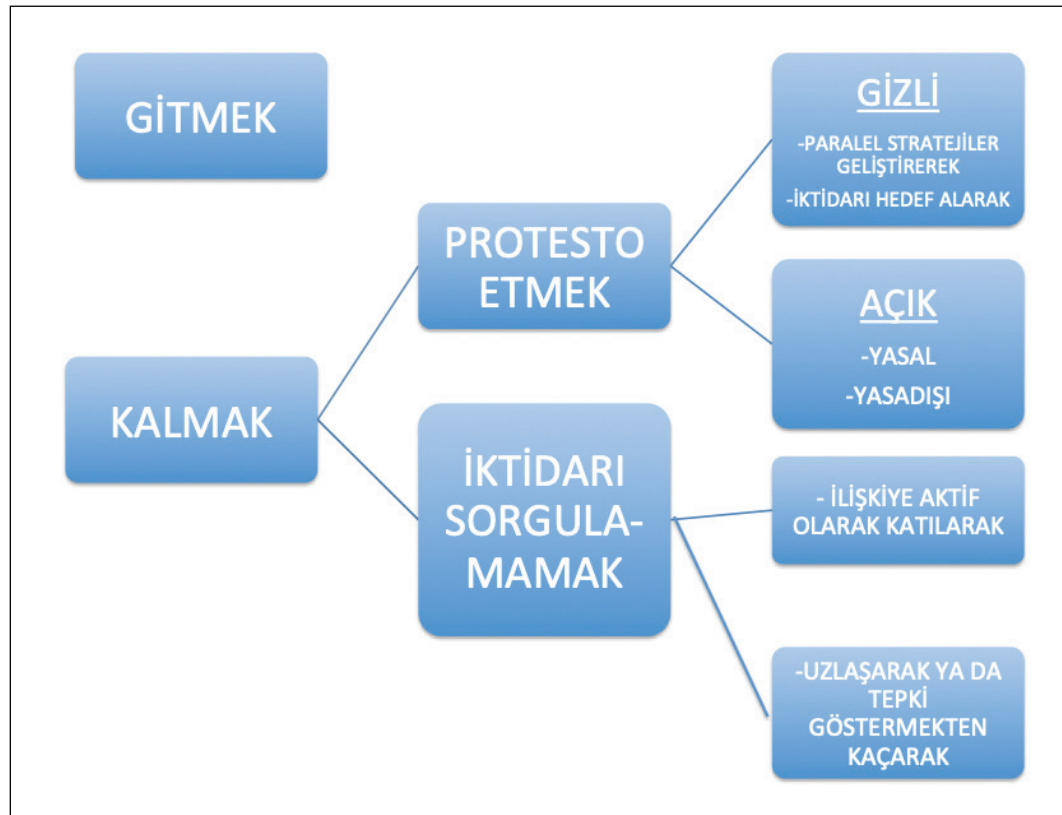 GİTMEK
KALMAK
PROTESTO
ETMEK
İKTİDARI
SORGULA-
MAMAK
GİZLİ
-PARALEL STRATEJİLER
GELİŞTİREREK
-İKTİDARI HEDEF ALARAK
AÇIK
-YASAL
-YASADIŞI
- İLİŞKİYE AKTİF
OLARAK KATILARAK
-UZLAŞARAK YA DA
TEPKİ
GÖSTERMEKTEN
KAÇARAK